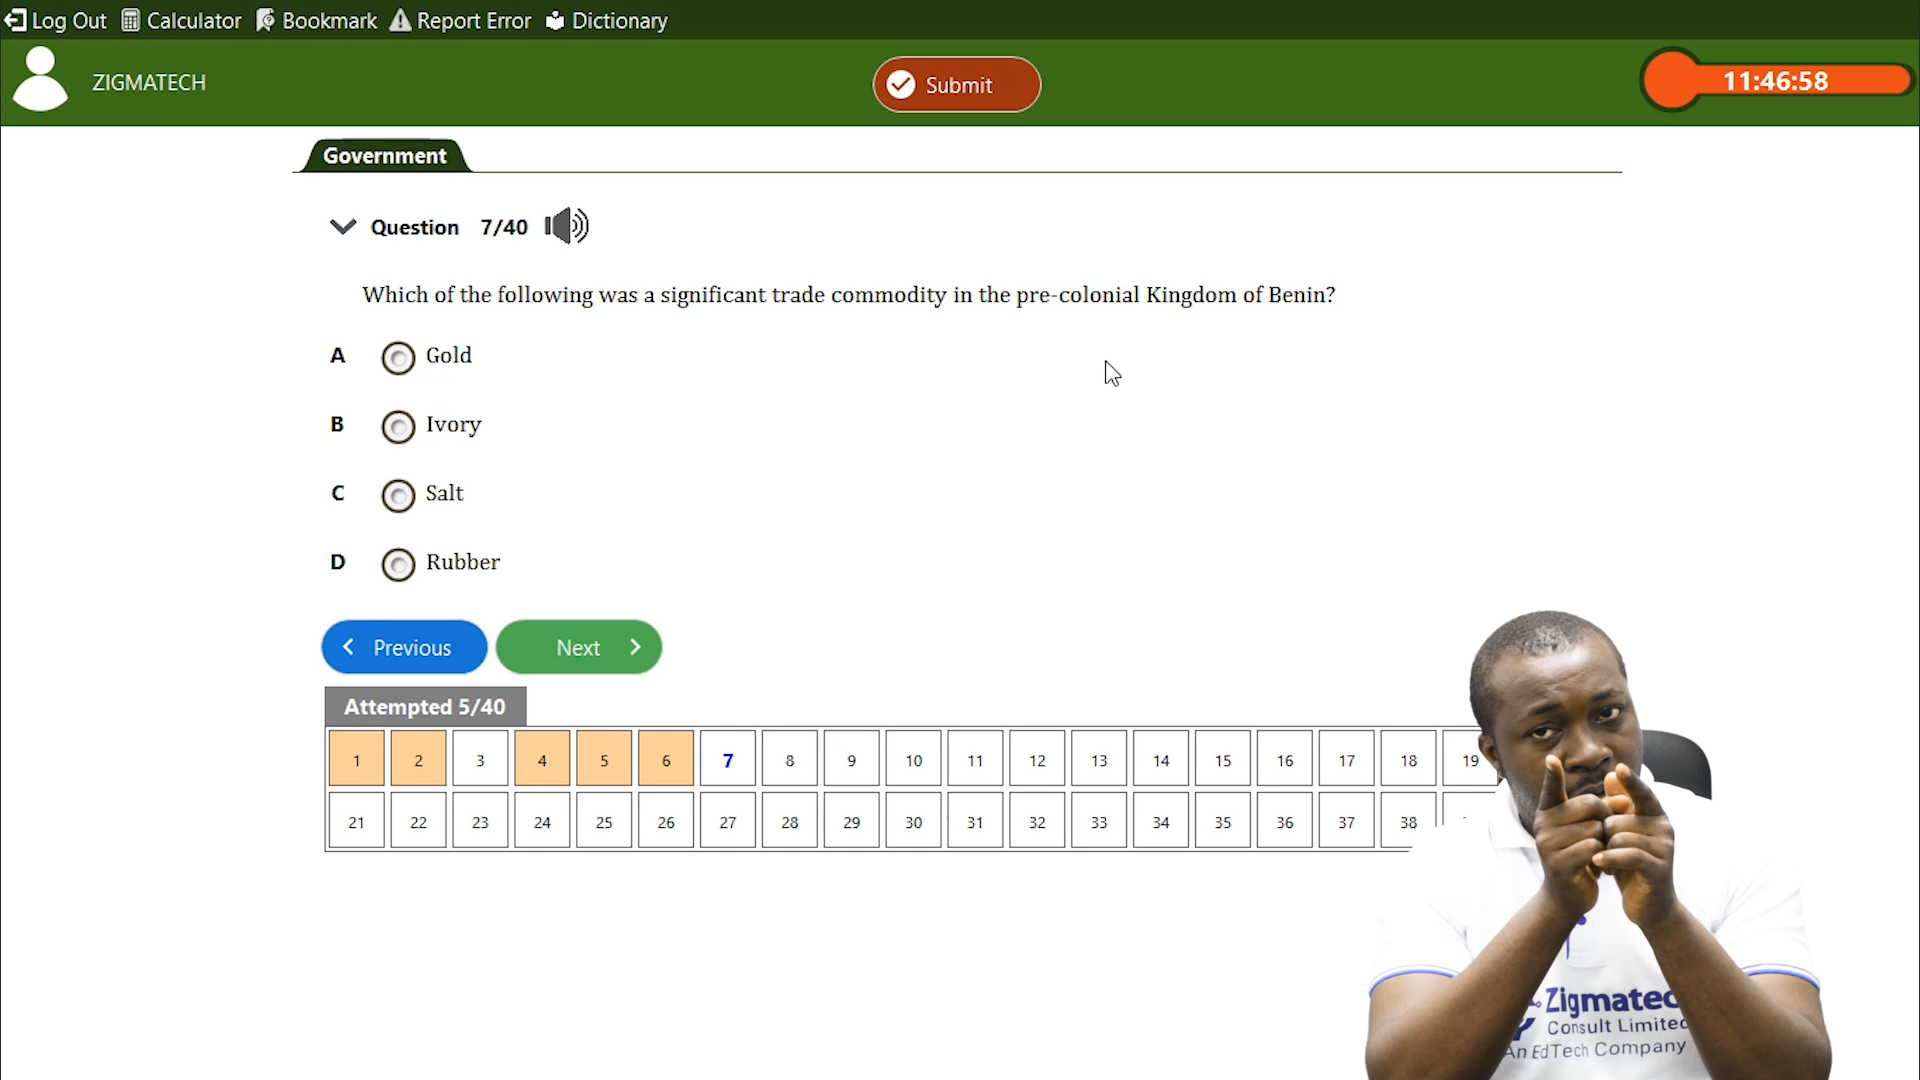 Log Out Calculator Bookmark Report Error Dictionary
ZIGMATECH
Submit
11:46:58
Government
Question 7/40
Which of the following was a significant trade commodity in the pre-colonial Kingdom of Benin?
A Gold
B Ivory
C Salt
D Rubber
Previous Next
Attempted 5/40
1 2 3 4 5 6 7 8 9 10 11 12 13 14 15 16 17 18 19
21 22 23 24 25 26 27 28 29 30 31 32 33 34 35 36 37 38
Zigmatec
Consult Limited
An EdTech Company